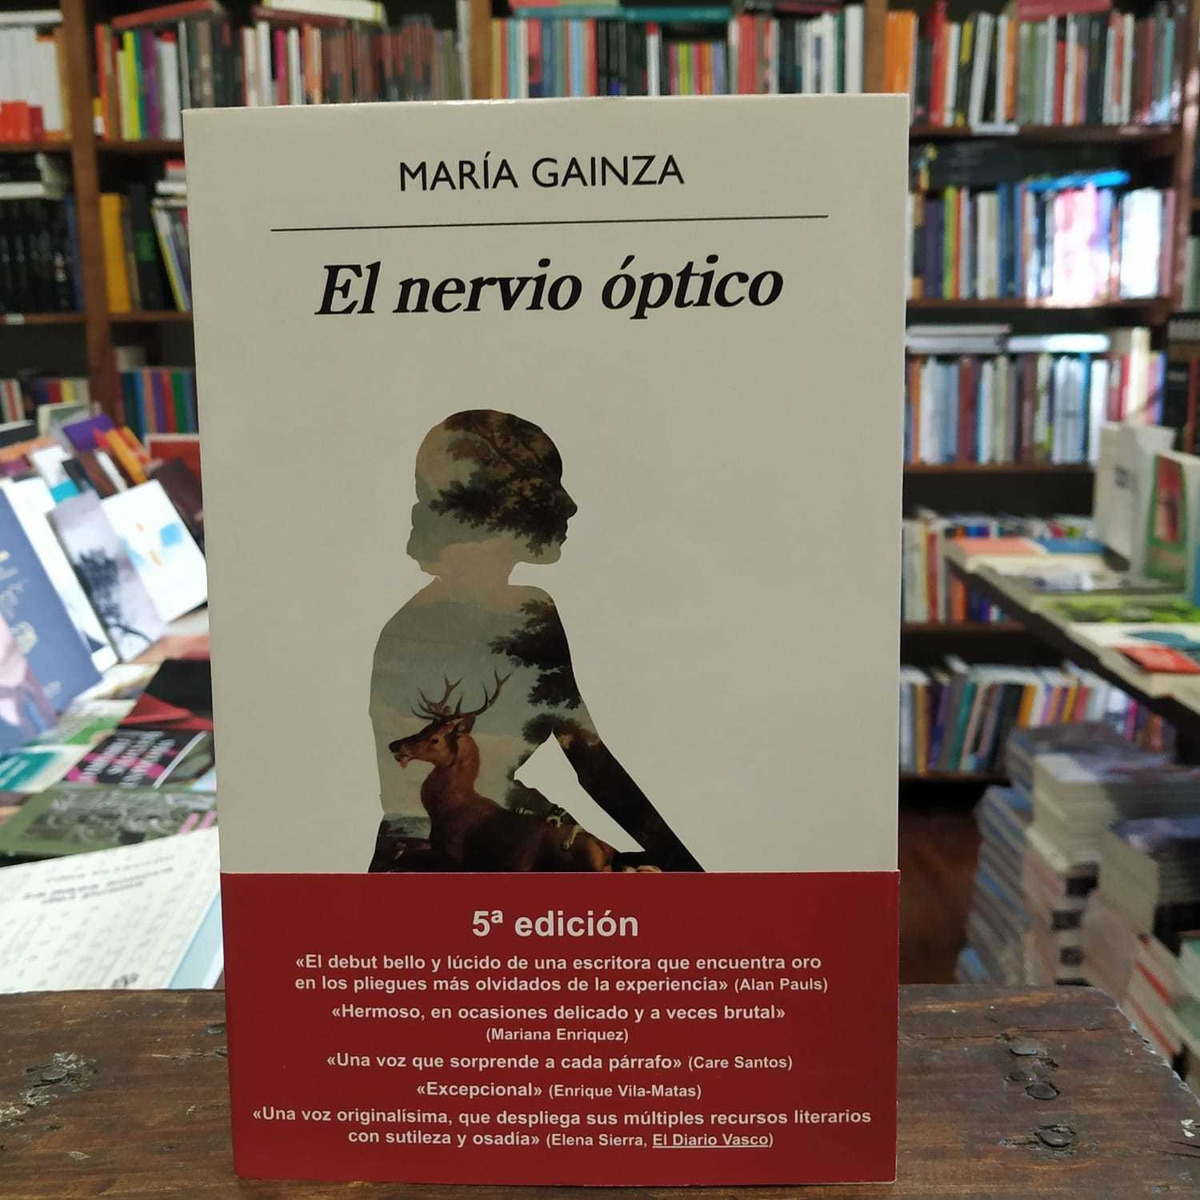 MARÍA GAINZA
El nervio óptico
5ª edición
«El debut bello y lúcido de una escritora que encuentra oro
en los pliegues más olvidados de la experiencia» (Alan Pauls)
«Hermoso, en ocasiones delicado y a veces brutal»
(Mariana Enriquez)
«Una voz que sorprende a cada párrafo» (Care Santos)
«Excepcional» (Enrique Vila-Matas)
«Una voz originalísima, que despliega sus múltiples recursos literarios
con sutileza y osadía» (Elena Sierra, El Diario Vasco)